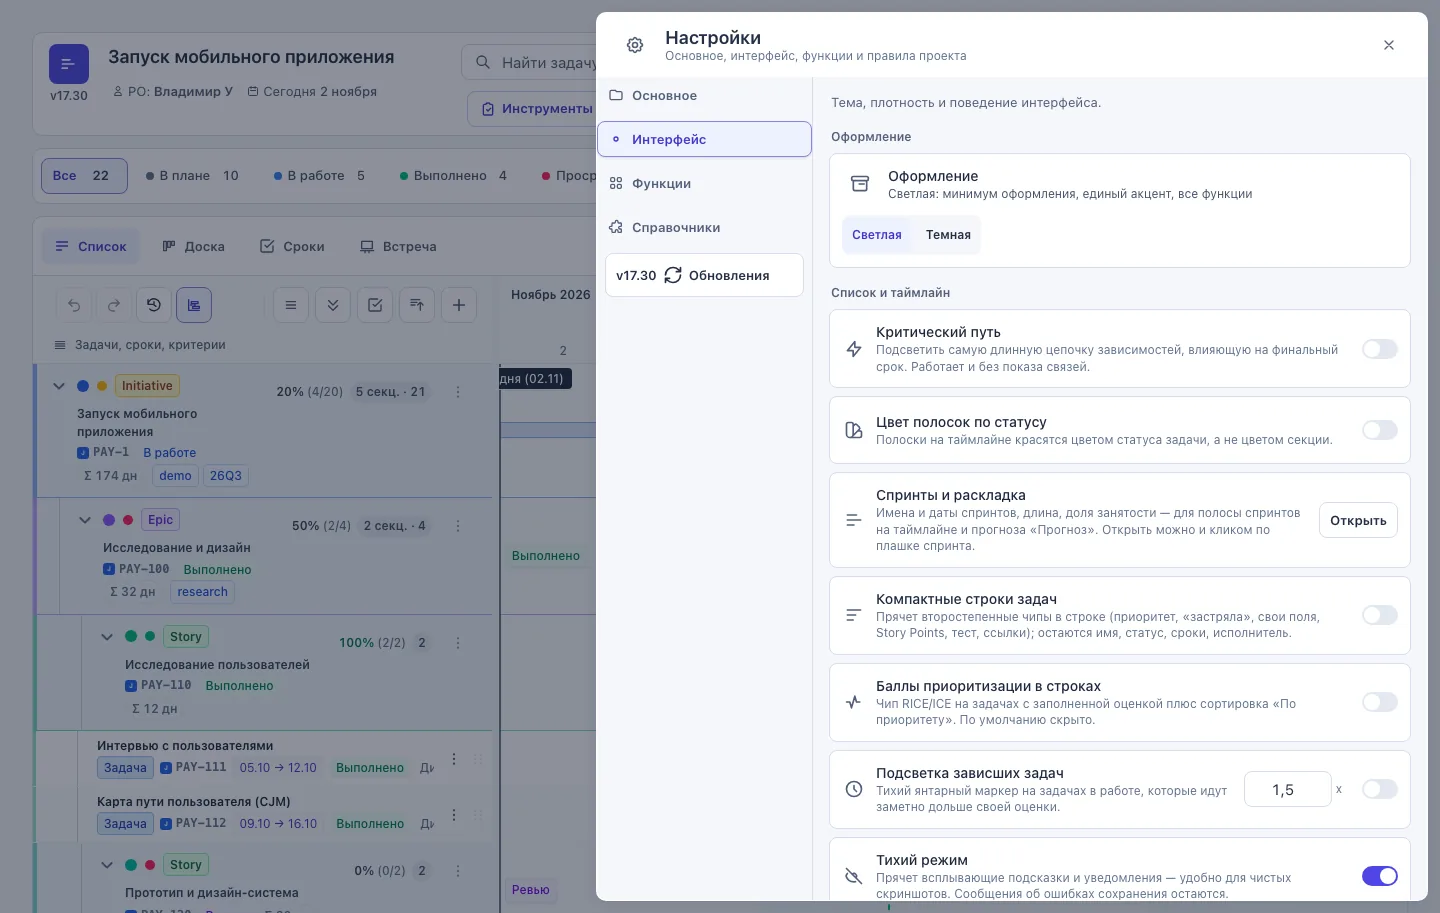 Запуск мобильного приложения
v17.30
PO: Владимир У
Сегодня 2 ноября
Найти задачу
Инструменты
Все 22
В плане 10
В работе 5
Выполнено 4
Список
Доска
Сроки
Встреча
Ноябрь 2026
Задачи, сроки, критерии
2
дня (02.11)
Initiative
20% (4/20)
5 секц. · 21
Запуск мобильного
приложения
PAY-1 В работе
Σ 174 дн demo 26Q3
Epic
50% (2/4)
2 секц. · 4
Исследование и дизайн
PAY-100 Выполнено
Σ 32 дн research
Выполнено
Story
100% (2/2) 2
Исследование пользователей
PAY-110 Выполнено
Σ 12 дн
Интервью с пользователями
Задача PAY-111 05.10 → 12.10 Выполнено
Карта пути пользователя (CJM)
Задача PAY-112 09.10 → 16.10 Выполнено
Story
0% (0/2) 2
Прототип и дизайн-система
Ревью
Настройки
Основное, интерфейс, функции и правила проекта
Основное
Интерфейс
Функции
Справочники
v17.30 Обновления
Тема, плотность и поведение интерфейса.
Оформление
Оформление
Светлая: минимум оформления, единый акцент, все функции
Светлая Темная
Список и таймлайн
Критический путь
Подсветить самую длинную цепочку зависимостей, влияющую на финальный
срок. Работает и без показа связей.
Цвет полосок по статусу
Полоски на таймлайне красятся цветом статуса задачи, а не цветом секции.
Спринты и раскладка
Имена и даты спринтов, длина, доля занятости — для полосы спринтов
на таймлайне и прогноза «Прогноз». Открыть можно и кликом по
плашке спринта.
Открыть
Компактные строки задач
Прячет второстепенные чипы в строке (приоритет, «застряла», свои поля,
Story Points, тест, ссылки); остаются имя, статус, сроки, исполнитель.
Баллы приоритизации в строках
Чип RICE/ICE на задачах с заполненной оценкой плюс сортировка «По
приоритету». По умолчанию скрыто.
Подсветка зависших задач
Тихий янтарный маркер на задачах в работе, которые идут
заметно дольше своей оценки.
1,5 x
Тихий режим
Прячет всплывающие подсказки и уведомления — удобно для чистых
скриншотов. Сообщения об ошибках сохранения остаются.